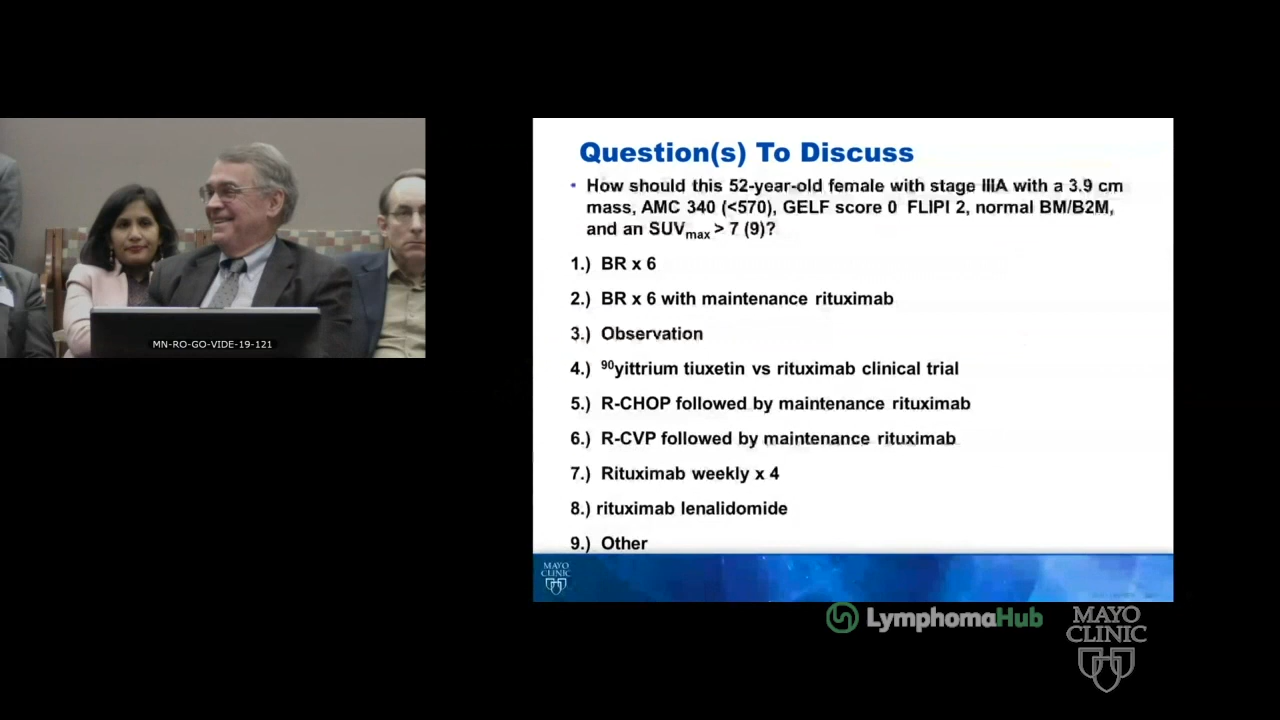 Question(s) To Discuss
• How should this 52-year-old female with stage IIIA with a 3.9 cm
mass, AMC 340 (<570), GELF score 0 FLIPI 2, normal BM/B2M,
and an SUVmax > 7 (9)?
1.) BR x 6
2.) BR x 6 with maintenance rituximab
3.) Observation
4.) 90yittrium tiuxetin vs rituximab clinical trial
5.) R-CHOP followed by maintenance rituximab
6.) R-CVP followed by maintenance rituximab
7.) Rituximab weekly x 4
8.) rituximab lenalidomide
9.) Other
MAYO
CLINIC
MN-RO-GO-VIDE-19-121
LymphomaHub
MAYO
CLINIC